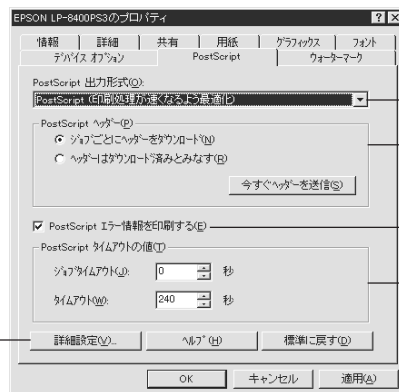 EPSON LP-8400PS3のプロパティ
情報 詳細 共有 用紙 グラフィックス フォント
デバイス オプション PostScript ウォーターマーク
PostScript 出力形式(O):
PostScript (印刷処理が速くなるよう最適化)
PostScript ヘッダー(P)
ジョブごとにヘッダーをダウンロード(N)
ヘッダーはダウンロード済みとみなす(R)
今すぐヘッダーを送信(S)
PostScript エラー情報を印刷する(E)
PostScript タイムアウトの値(T)
ジョブタイムアウト(J): 0 秒
タイムアウト(W): 240 秒
詳細設定(V)... ヘルプ(H) 標準に戻す(D)
OK キャンセル 適用(A)